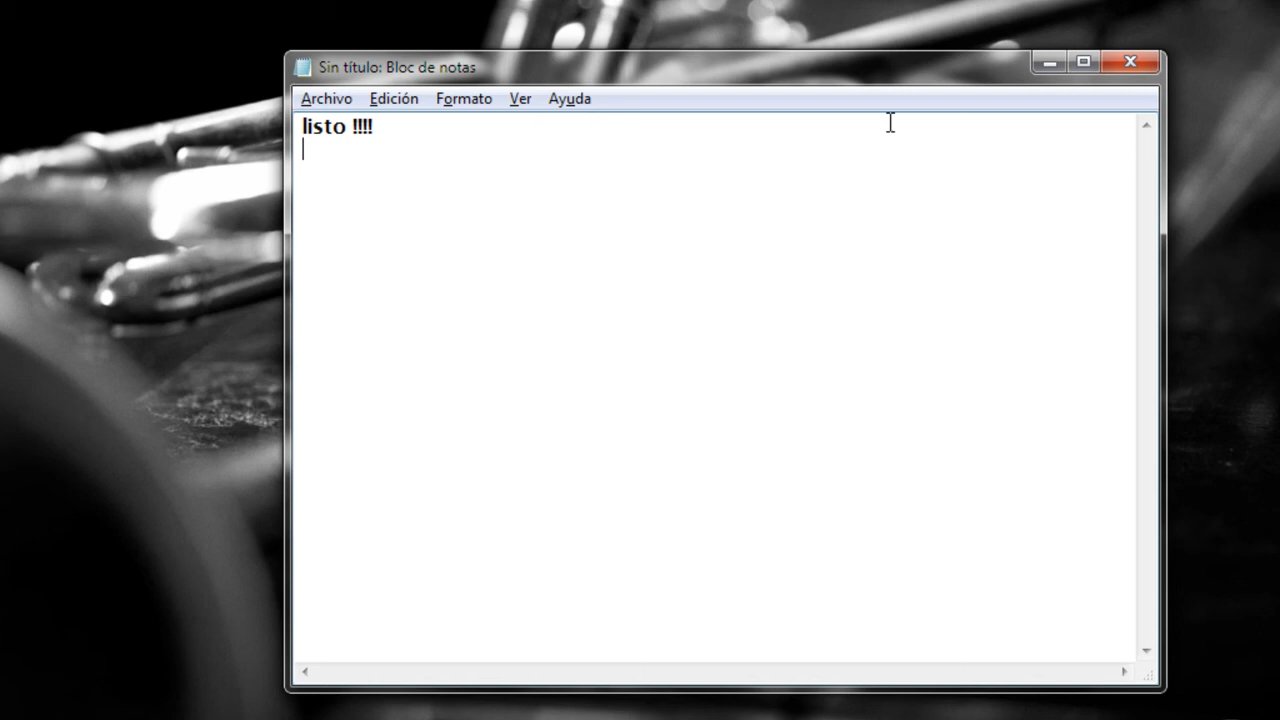 Sin título: Bloc de notas
Archivo Edición Formato Ver Ayuda
listo !!!!